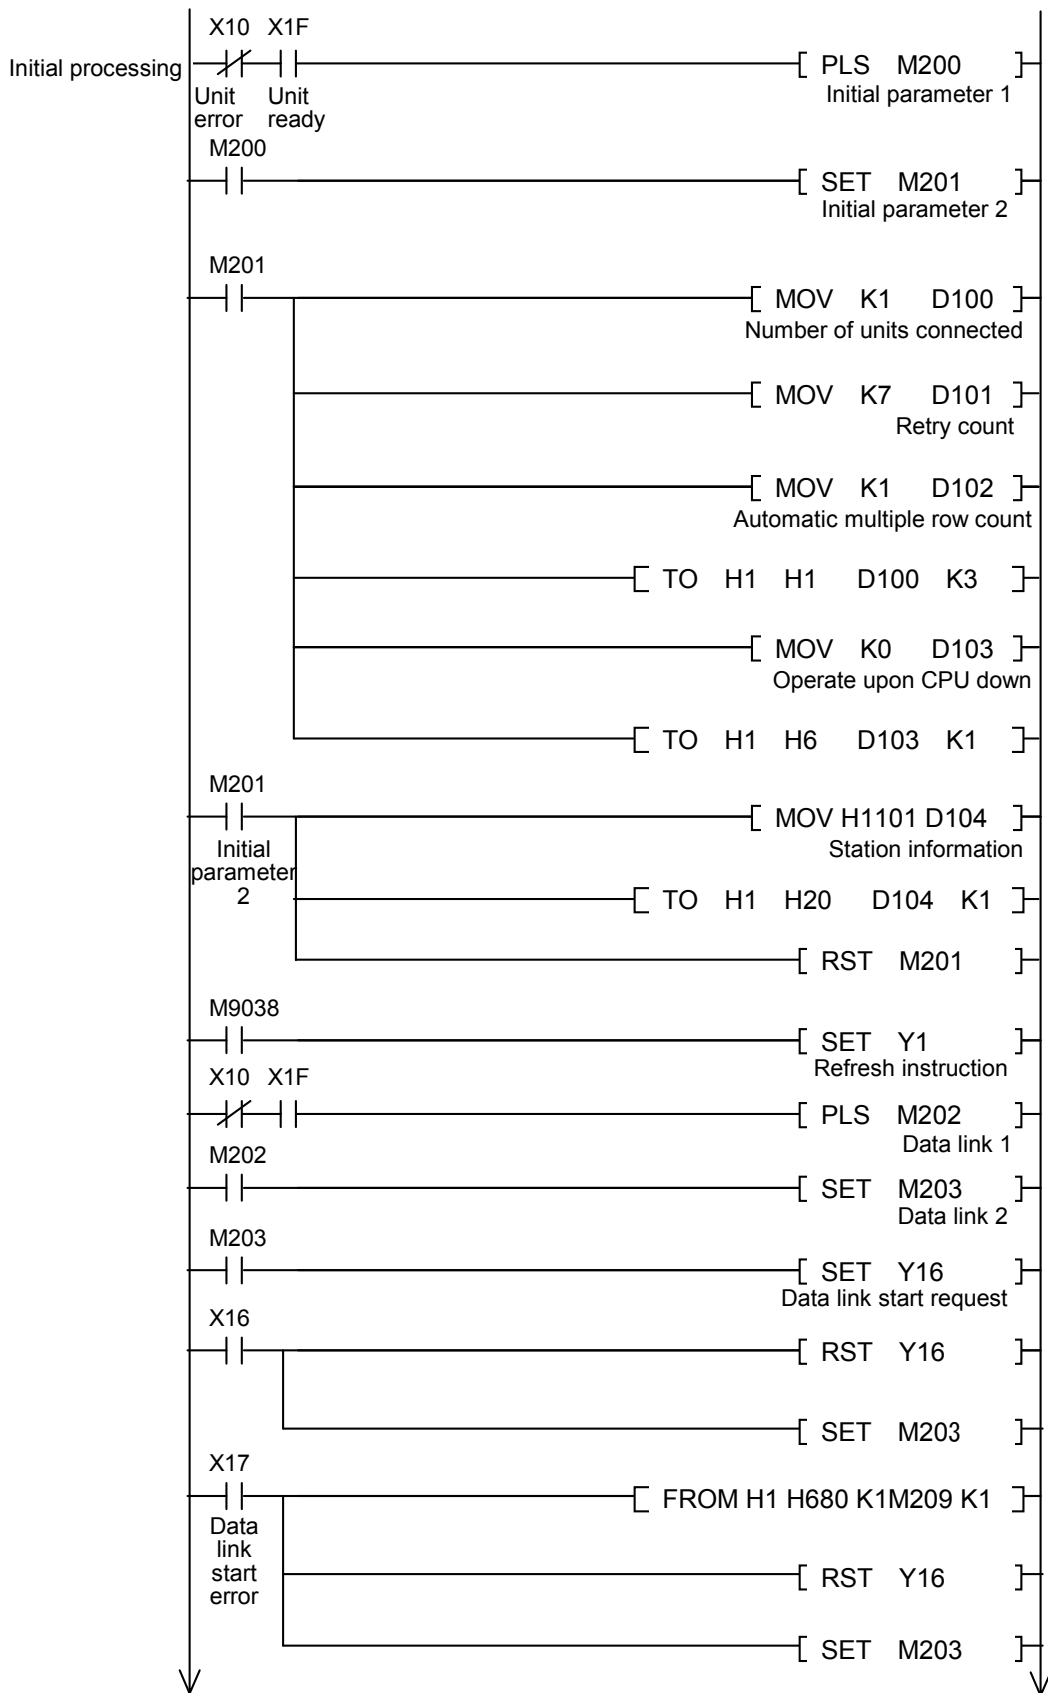 X10 X1F
Initial processing
[ PLS M200 ]
Initial parameter 1
Unit error
Unit ready
M200
[ SET M201 ]
Initial parameter 2
M201
[ MOV K1 D100 ]
Number of units connected
[ MOV K7 D101 ]
Retry count
[ MOV K1 D102 ]
Automatic multiple row count
[ TO H1 H1 D100 K3 ]
[ MOV K0 D103 ]
Operate upon CPU down
[ TO H1 H6 D103 K1 ]
M201
[ MOV H1101 D104 ]
Initial
parameter
2
Station information
[ TO H1 H20 D104 K1 ]
[ RST M201 ]
M9038
[ SET Y1 ]
Refresh instruction
X10 X1F
[ PLS M202 ]
Data link 1
M202
[ SET M203 ]
Data link 2
M203
[ SET Y16 ]
Data link start request
X16
[ RST Y16 ]
[ SET M203 ]
X17
[ FROM H1 H680 K1M209 K1 ]
Data
link
start
error
[ RST Y16 ]
[ SET M203 ]